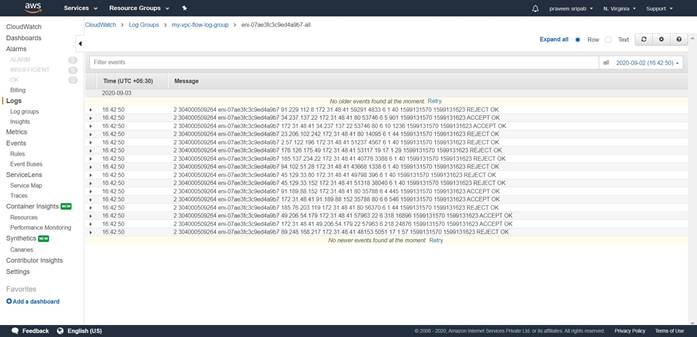 aws
Services
Resource Groups
praveen sripati
N. Virginia
Support
CloudWatch
Log Groups
my-vpc-flow-log-group
eni-07ae3fc3c9ed4a9b7-all
CloudWatch
Dashboards
Alarms
ALARM
INSUFFICIENT
OK
Billing
Logs
Log groups
Insights
Metrics
Events
Rules
Event Buses
ServiceLens
Service Map
Traces
Container Insights NEW
Resources
Performance Monitoring
Synthetics NEW
Canaries
Contributor Insights
Settings
Favorites
Add a dashboard
Expand all Row Text
Filter events
all 2020-09-02 (16:42:50)
Time (UTC +05:30) Message
2020-09-03
No older events found at the moment. Retry
16:42:50 2 304000509264 eni-07ae3fc3c9ed4a9b7 91.229.112.8 172.31.48.41 59291 4833 6 1 40 1599131570 1599131623 REJECT OK
16:42:50 2 304000509264 eni-07ae3fc3c9ed4a9b7 34.237.137.22 172.31.48.41 80 53746 6 5 901 1599131570 1599131623 ACCEPT OK
16:42:50 2 304000509264 eni-07ae3fc3c9ed4a9b7 172.31.48.41 34.237.137.22 53746 80 6 10 1236 1599131570 1599131623 ACCEPT OK
16:42:50 2 304000509264 eni-07ae3fc3c9ed4a9b7 23.206.102.242 172.31.48.41 80 14095 6 1 44 1599131570 1599131623 REJECT OK
16:42:50 2 304000509264 eni-07ae3fc3c9ed4a9b7 2.57.122.196 172.31.48.41 51237 4567 6 1 40 1599131570 1599131623 REJECT OK
16:42:50 2 304000509264 eni-07ae3fc3c9ed4a9b7 176.126.175.49 172.31.48.41 53117 19 17 1 29 1599131570 1599131623 REJECT OK
16:42:50 2 304000509264 eni-07ae3fc3c9ed4a9b7 185.137.234.22 172.31.48.41 40776 3388 6 1 40 1599131570 1599131623 REJECT OK
16:42:50 2 304000509264 eni-07ae3fc3c9ed4a9b7 94.102.51.28 172.31.48.41 43668 1338 6 1 40 1599131570 1599131623 REJECT OK
16:42:50 2 304000509264 eni-07ae3fc3c9ed4a9b7 45.129.33.80 172.31.48.41 49798 396 6 1 40 1599131570 1599131623 REJECT OK
16:42:50 2 304000509264 eni-07ae3fc3c9ed4a9b7 45.129.33.152 172.31.48.41 51318 38040 6 1 40 1599131570 1599131623 REJECT OK
16:42:50 2 304000509264 eni-07ae3fc3c9ed4a9b7 91.189.88.152 172.31.48.41 80 35788 6 4 445 1599131570 1599131623 ACCEPT OK
16:42:50 2 304000509264 eni-07ae3fc3c9ed4a9b7 172.31.48.41 91.189.88.152 35788 80 6 6 546 1599131570 1599131623 ACCEPT OK
16:42:50 2 304000509264 eni-07ae3fc3c9ed4a9b7 185.76.203.119 172.31.48.41 80 56370 6 1 44 1599131570 1599131623 REJECT OK
16:42:50 2 304000509264 eni-07ae3fc3c9ed4a9b7 49.206.54.179 172.31.48.41 57963 22 6 318 16896 1599131570 1599131623 ACCEPT OK
16:42:50 2 304000509264 eni-07ae3fc3c9ed4a9b7 172.31.48.41 49.206.54.179 22 57963 6 218 24876 1599131570 1599131623 ACCEPT OK
16:42:50 2 304000509264 eni-07ae3fc3c9ed4a9b7 89.248.168.217 172.31.48.41 48153 5051 17 1 57 1599131570 1599131623 REJECT OK
No newer events found at the moment. Retry
Feedback English (US)
© 2008 - 2020, Amazon Internet Services Private Ltd. or its affiliates. All rights reserved. Privacy Policy Terms of Use